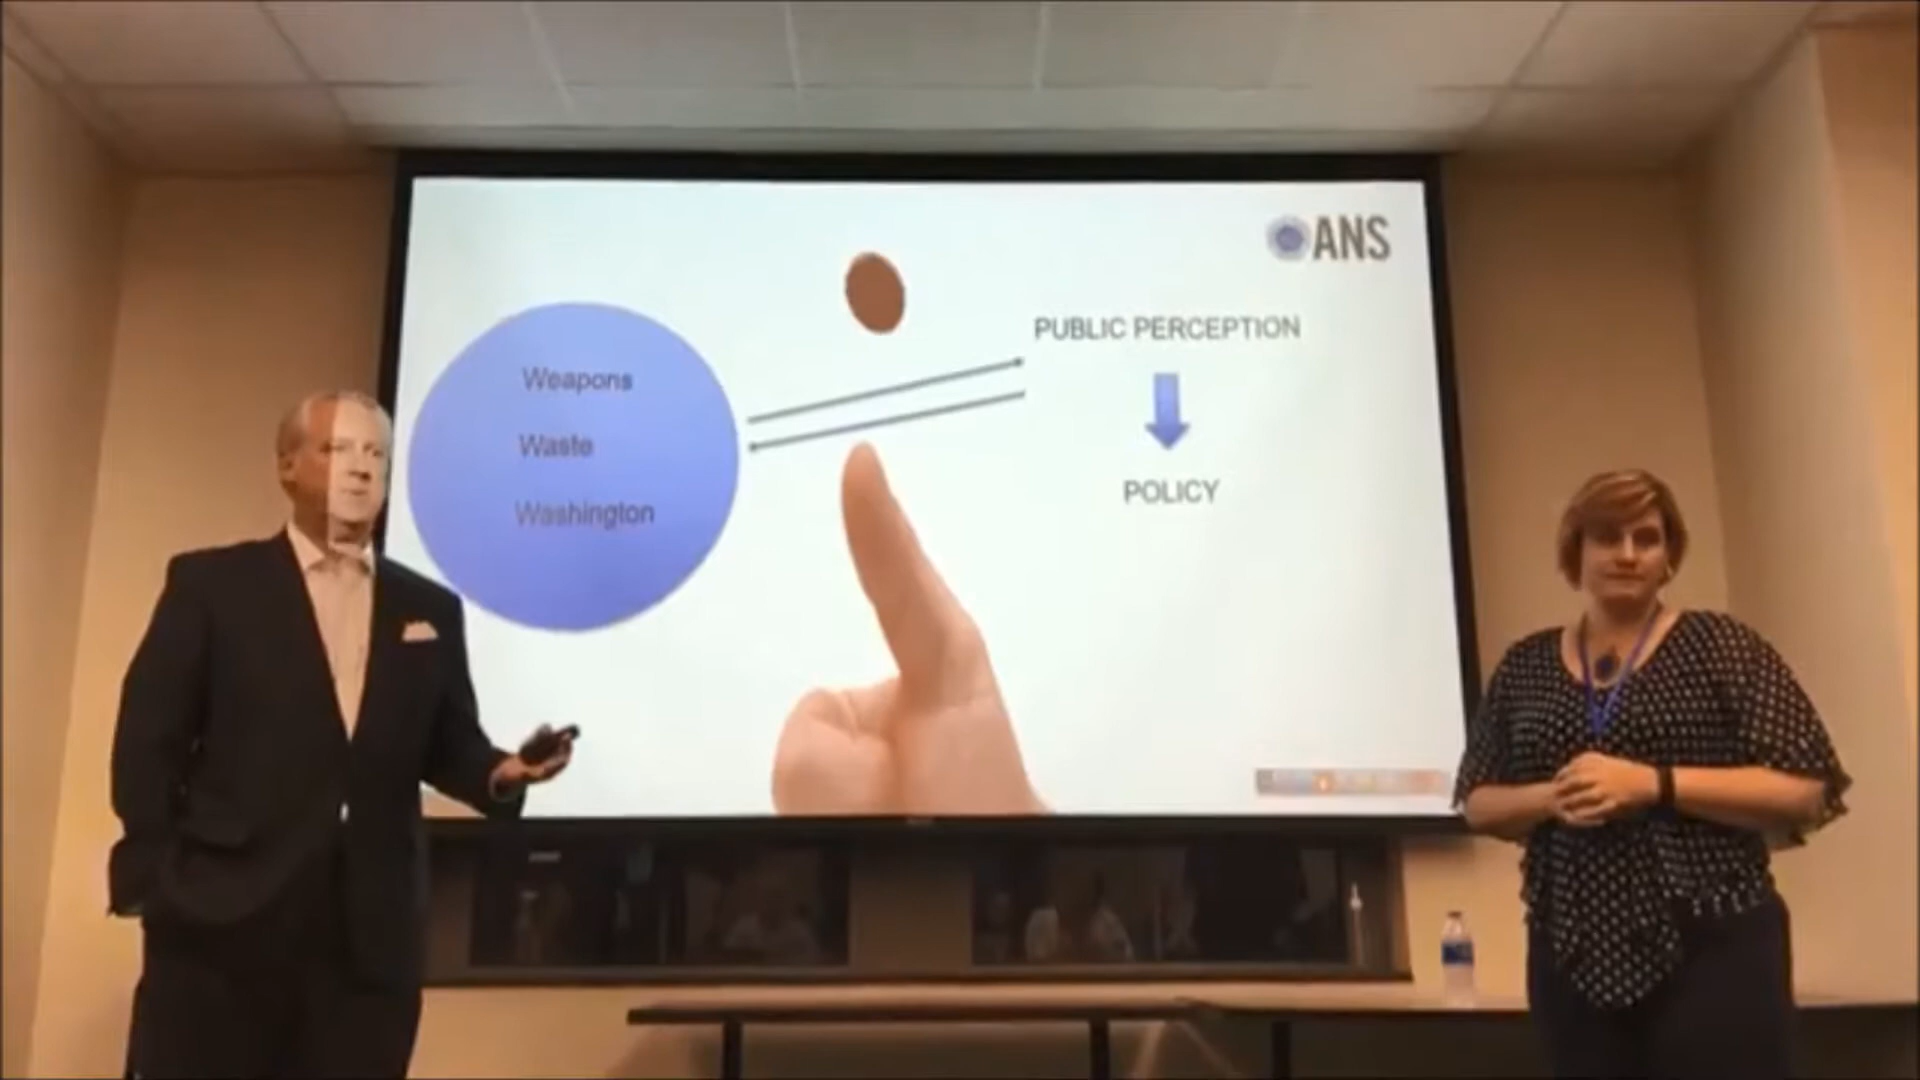 ANS
PUBLIC PERCEPTION
Weapons
Waste
Washington
POLICY